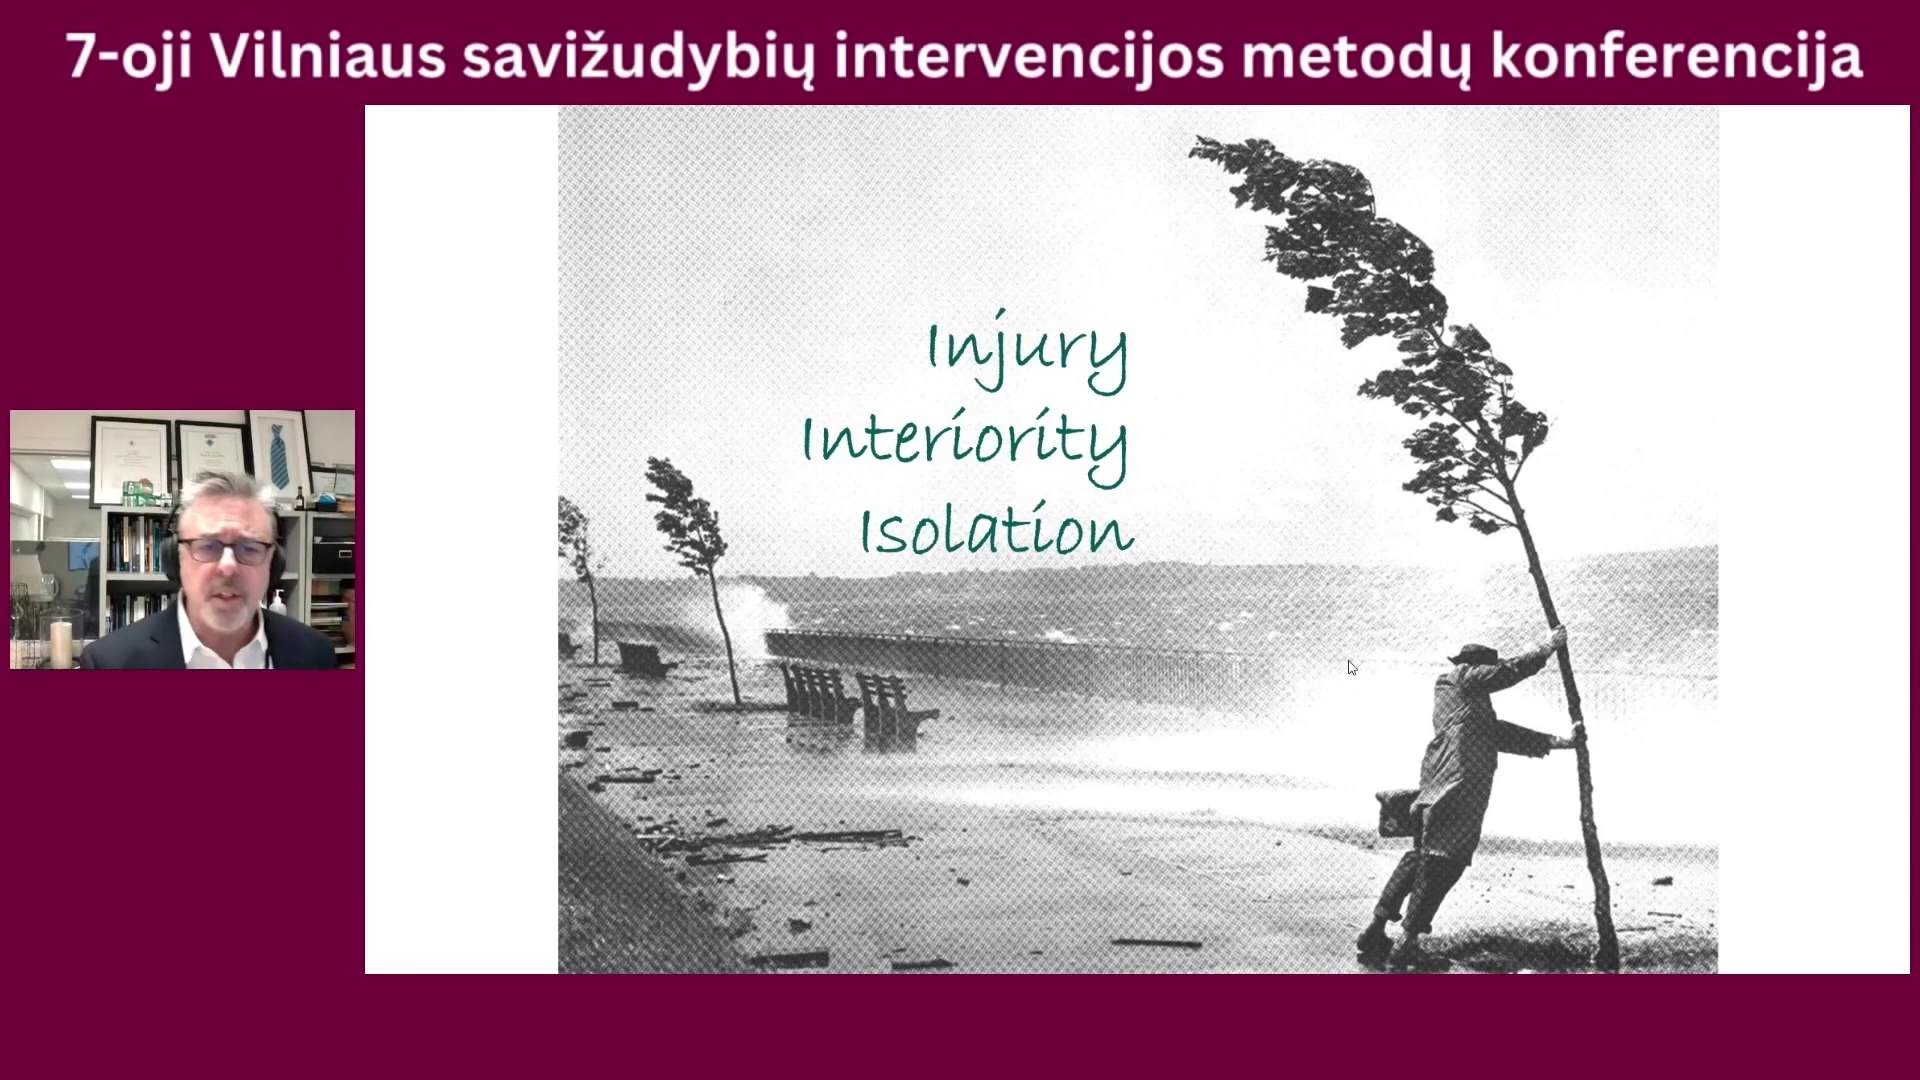 7-oji Vilniaus savižudybių intervencijos metodų konferencija
Injury
Interiority
Isolation